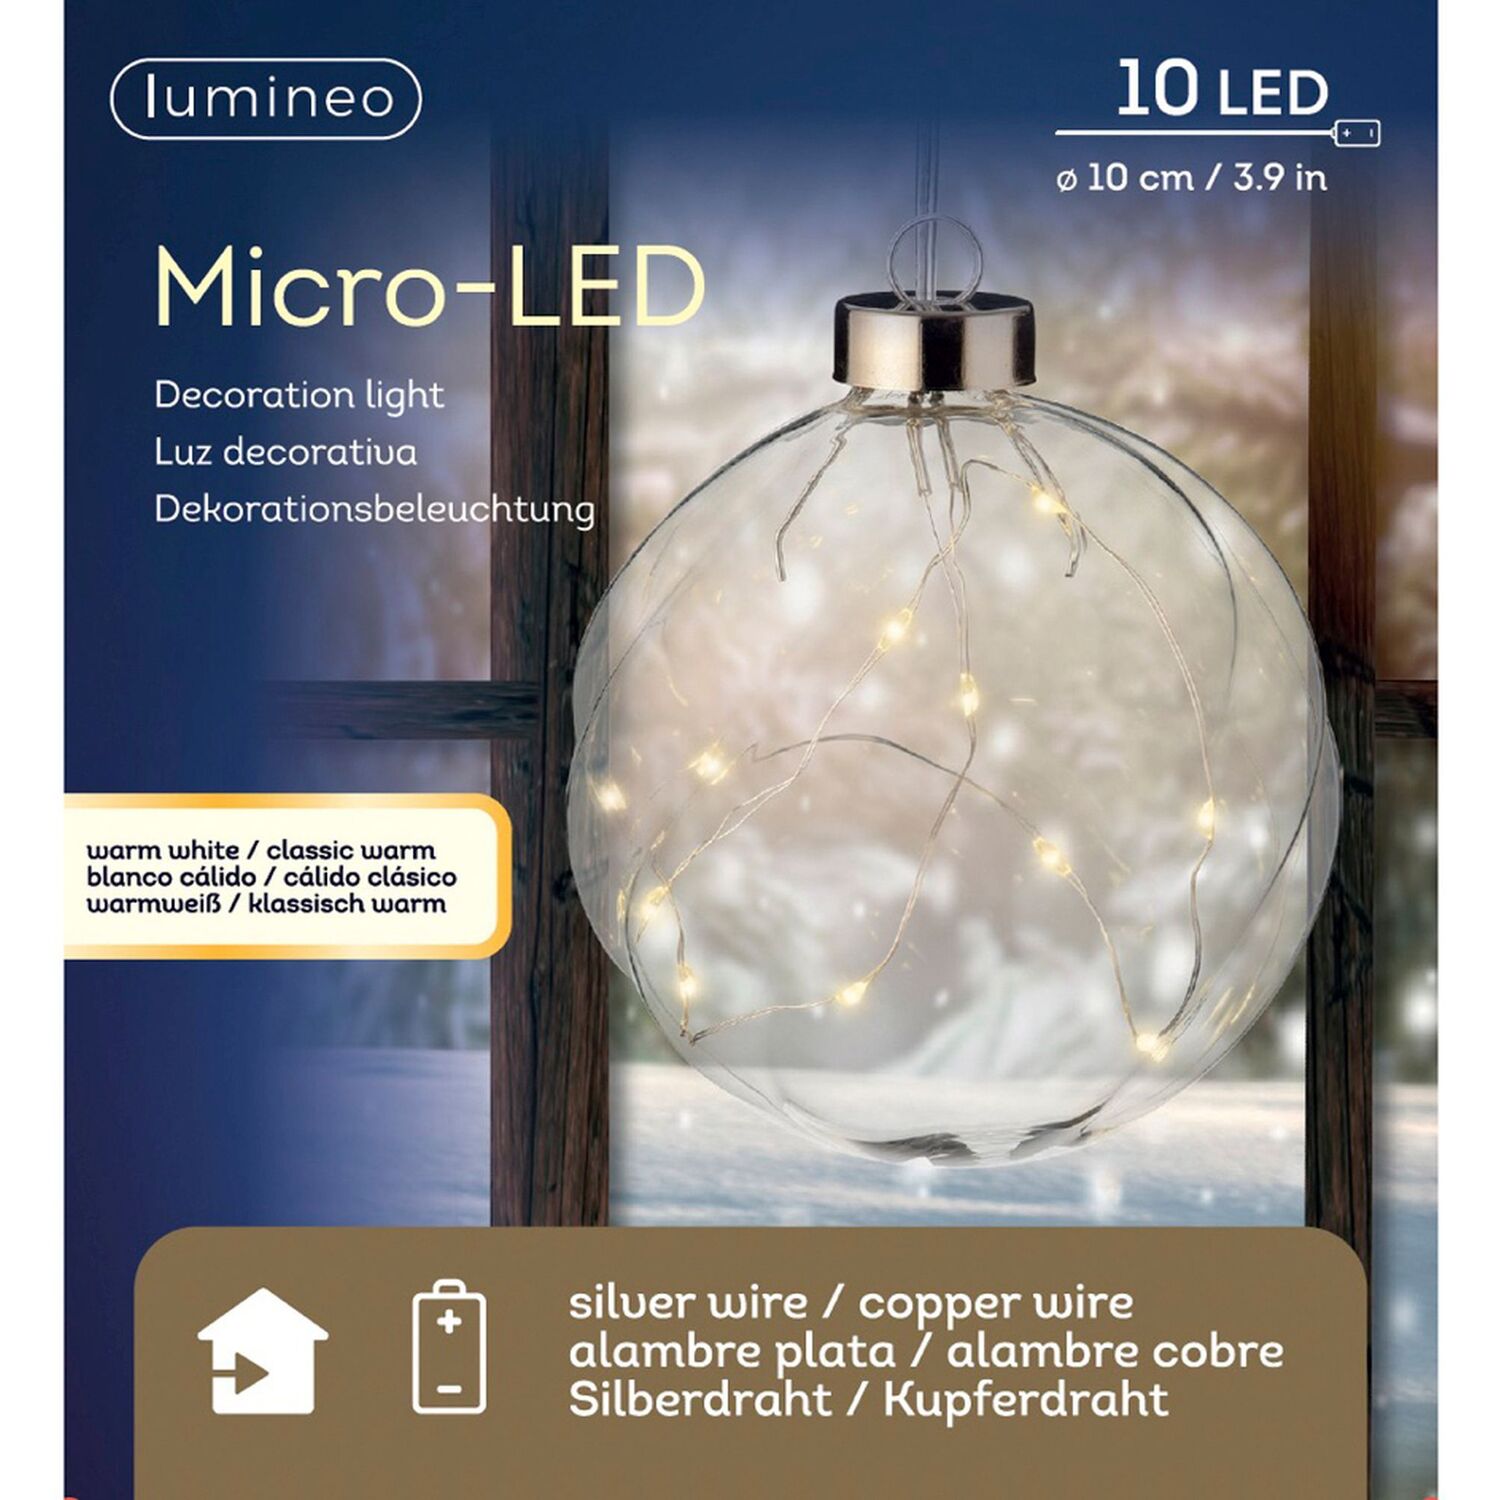 lumineo
10 LED
ø 10 cm / 3.9 in
Micro-LED
Decoration light
Luz decorativa
Dekorationsbeleuchtung
warm white / classic warm
blanco cálido / cálido clásico
warmweiß / klassisch warm
silver wire / copper wire
alambre plata / alambre cobre
Silberdraht / Kupferdraht